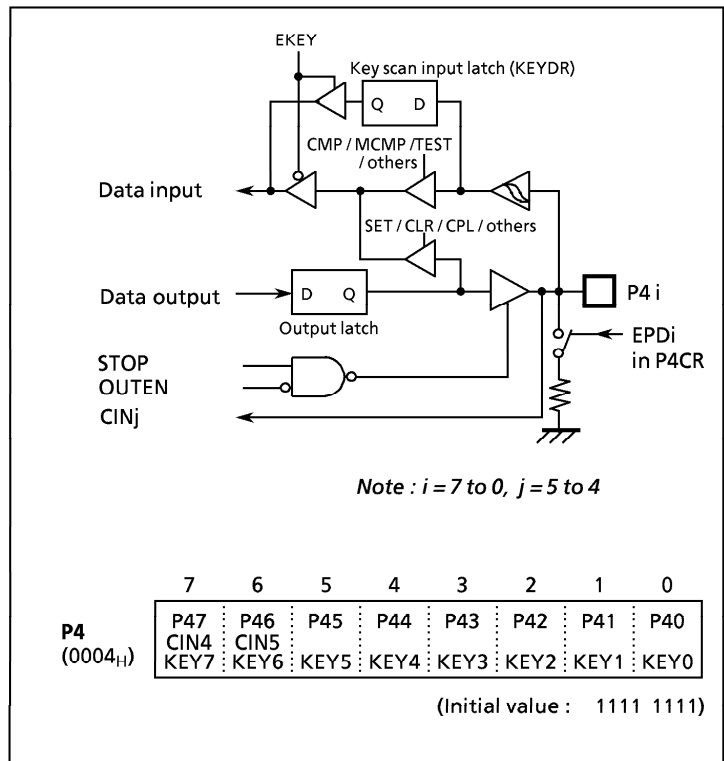 EKEY
Key scan input latch (KEYDR)
Q D
CMP / MCMP /TEST
/ others
Data input
SET / CLR / CPL / others
Data output
D Q
P4 i
Output latch
EPDi
in P4CR
STOP
OUTEN
CINj
Note : i = 7 to 0, j = 5 to 4
7 6 5 4 3 2 1 0
P4
(0004H)
P47 P46 P45 P44 P43 P42 P41 P40
CIN4 CIN5
KEY7 KEY6 KEY5 KEY4 KEY3 KEY2 KEY1 KEY0
(Initial value : 1111 1111)